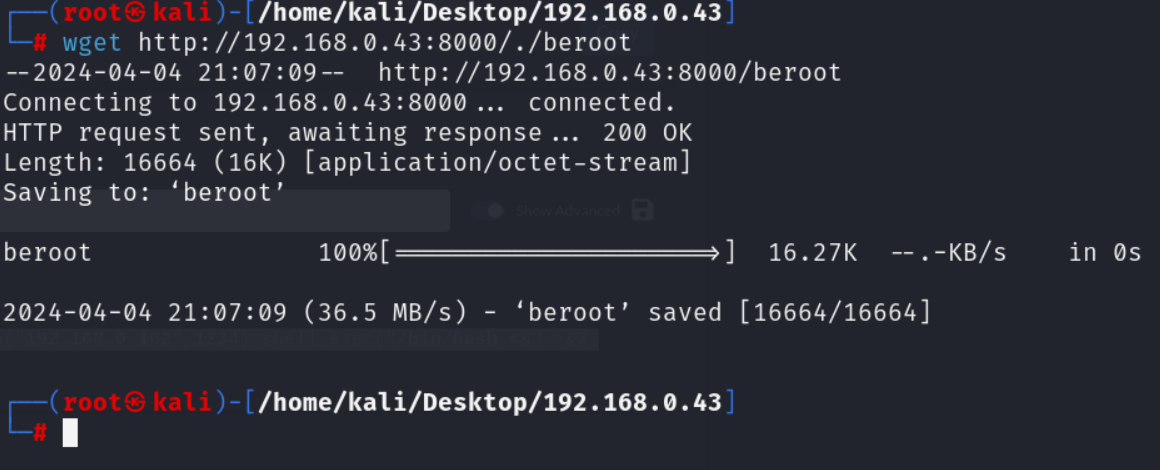 ┌──(root㉿kali)-[/home/kali/Desktop/192.168.0.43]
└─# wget http://192.168.0.43:8000/./beroot
--2024-04-04 21:07:09--  http://192.168.0.43:8000/beroot
Connecting to 192.168.0.43:8000... connected.
HTTP request sent, awaiting response... 200 OK
Length: 16664 (16K) [application/octet-stream]
Saving to: ‘beroot’
Show Advanced
beroot              100%[===================>]  16.27K  --.-KB/s    in 0s
2024-04-04 21:07:09 (36.5 MB/s) - ‘beroot’ saved [16664/16664]
┌──(root㉿kali)-[/home/kali/Desktop/192.168.0.43]
└─#